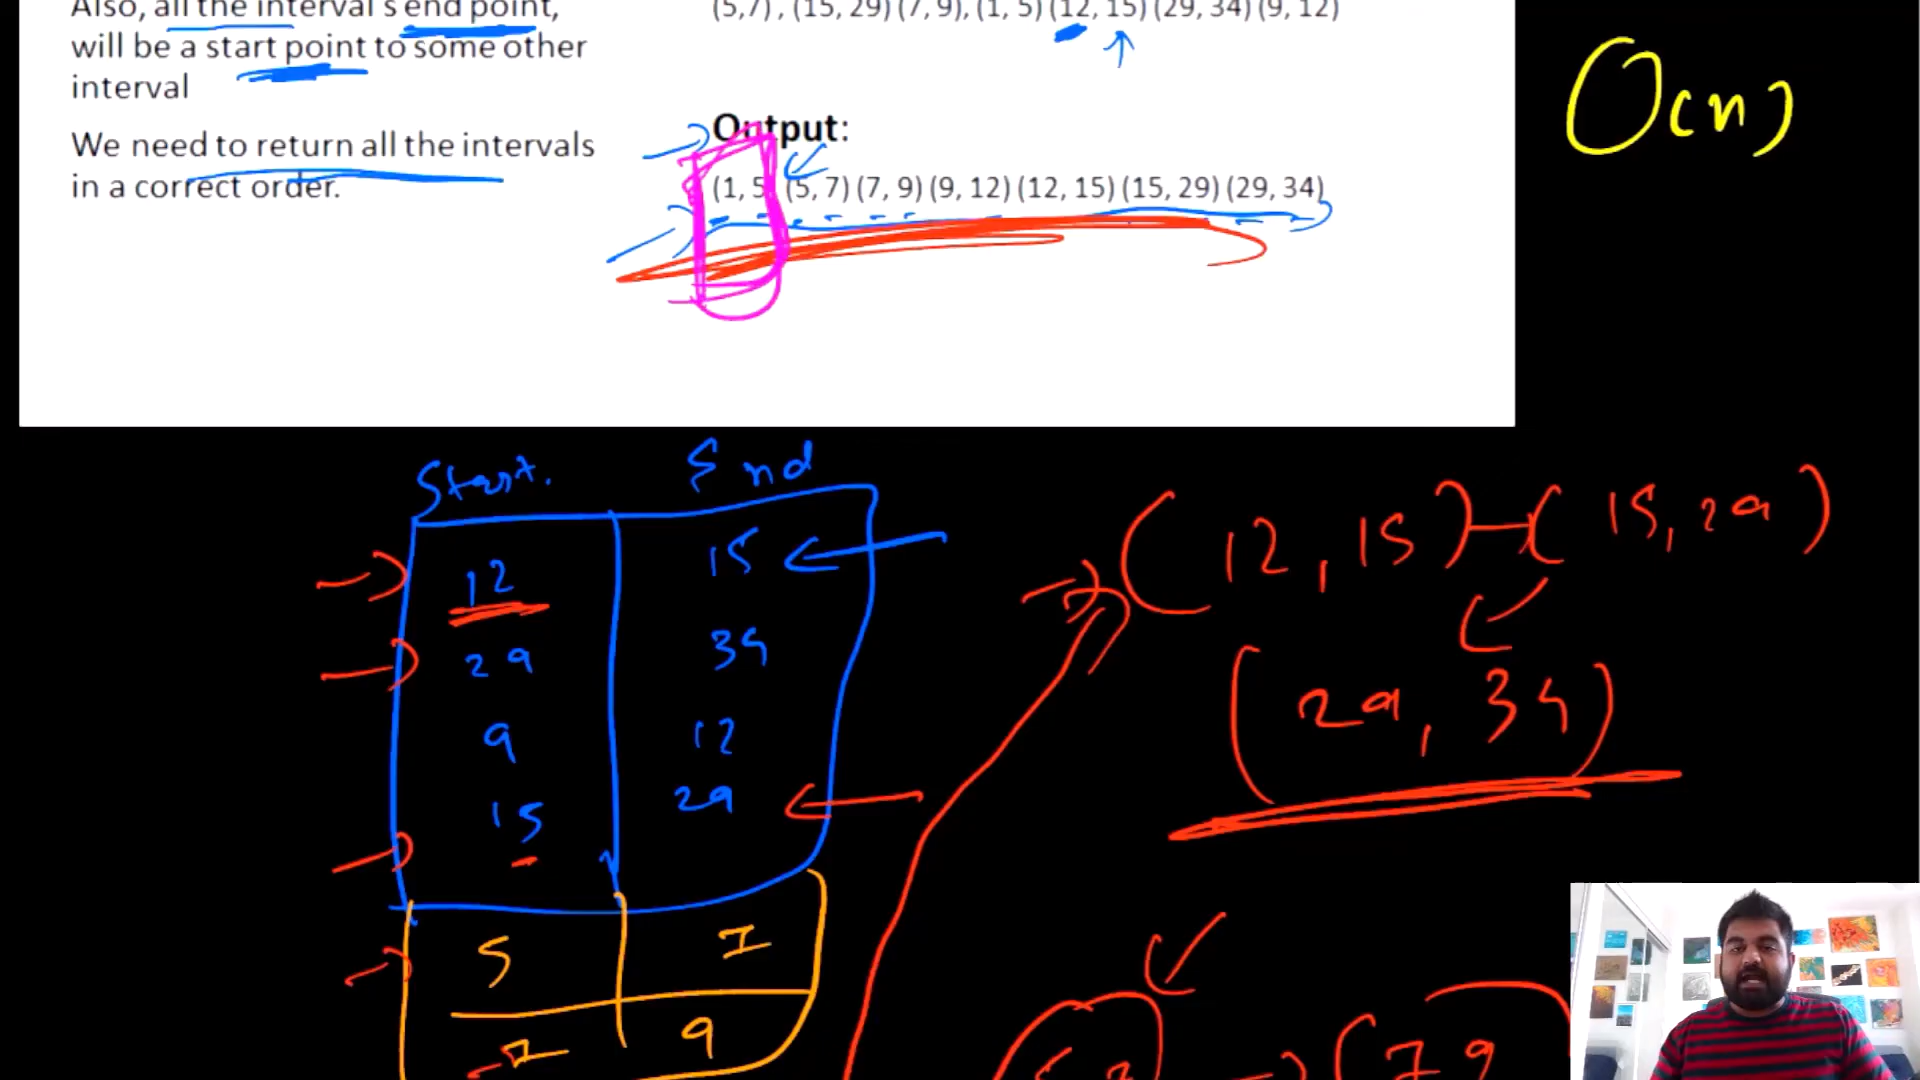 Also, all the interval's end point,
will be a start point to some other
interval
We need to return all the intervals
in a correct order.
(5,7) , (15, 29) (7, 9), (1, 5) (12, 15) (29, 34) (9, 12)
Output:
(1, 5) (5, 7) (7, 9) (9, 12) (12, 15) (15, 29) (29, 34)
O(n)
Start. End
12 15
29 34
9 12
15 29
5 7
7 9
(12, 15) (15, 29)
(29, 34)
(7 9